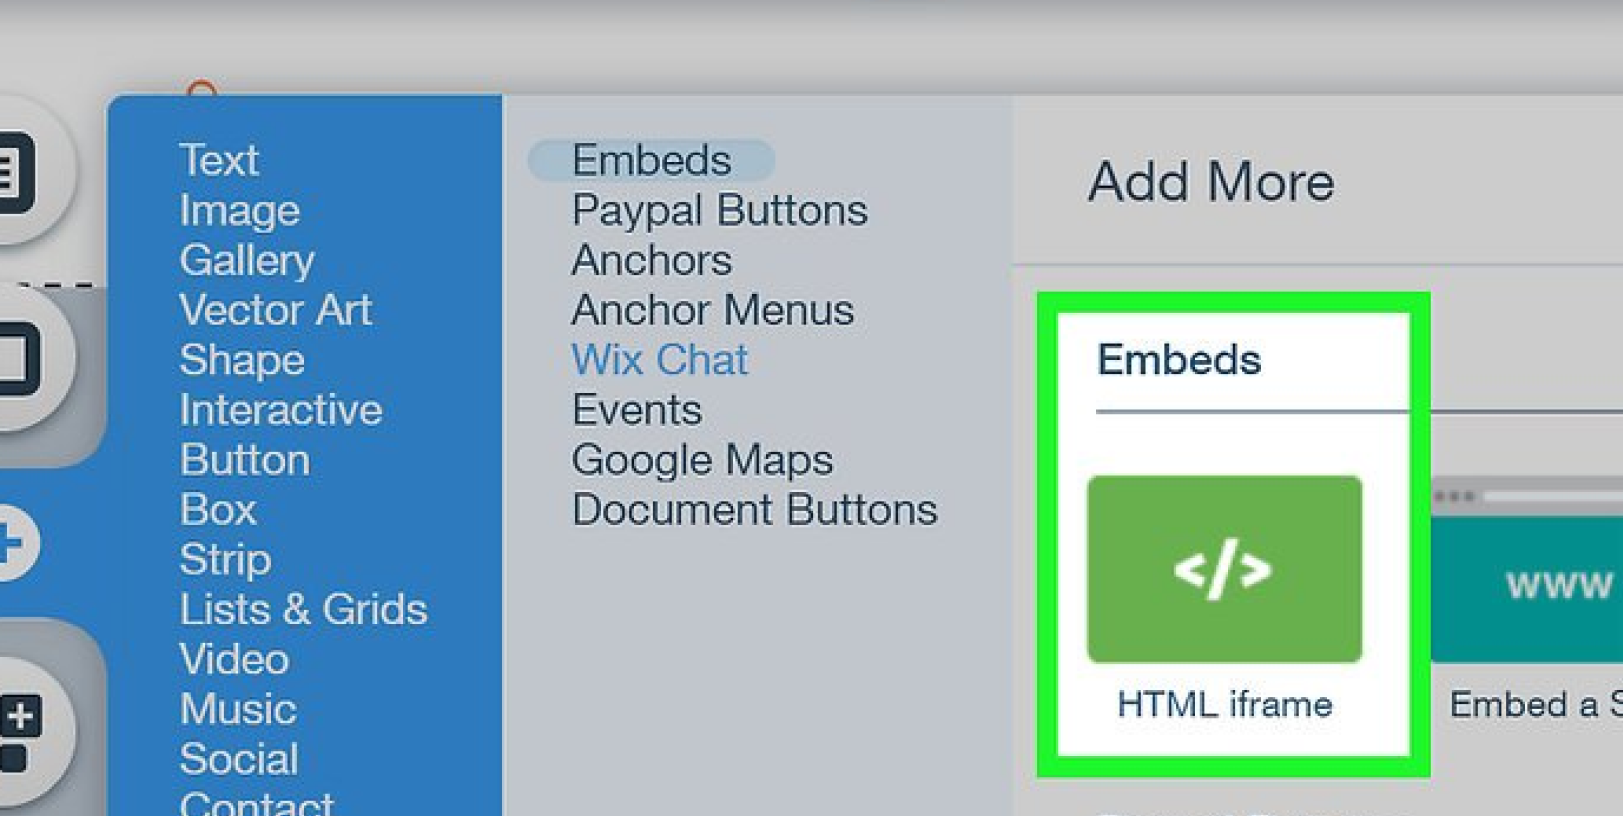 Text
Image
Gallery
Vector Art
Shape
Interactive
Button
Box
Strip
Lists & Grids
Video
Music
Social
Contact
Embeds
Paypal Buttons
Anchors
Anchor Menus
Wix Chat
Events
Google Maps
Document Buttons
Add More
Embeds
</>
HTML iframe
www
Embed a